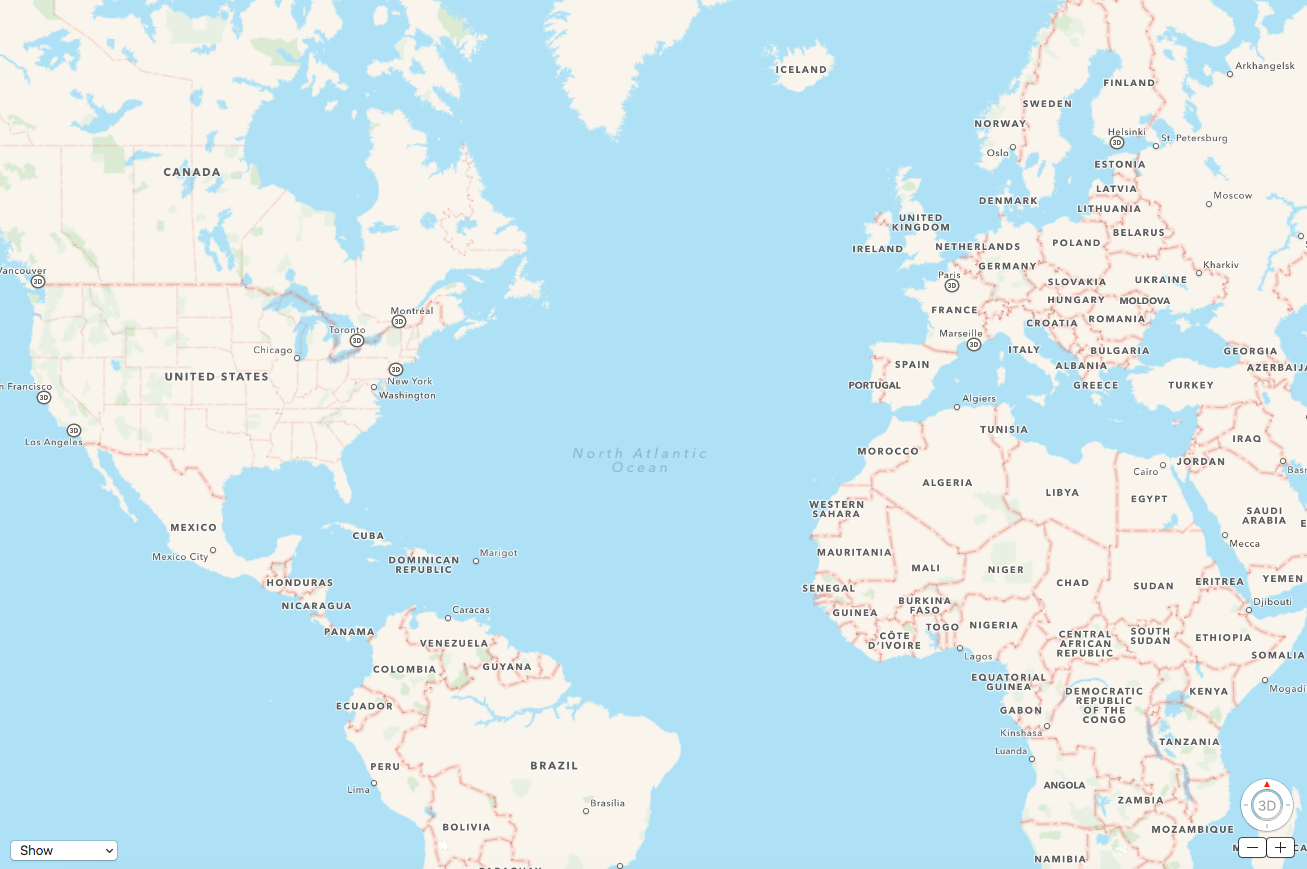 ICELAND
Arkhangelsk
FINLAND
SWEDEN
NORWAY
Helsinki
3D
St. Petersburg
Oslo
ESTONIA
CANADA
LATVIA
Moscow
DENMARK
LITHUANIA
UNITED
KINGDOM
BELARUS
IRELAND
NETHERLANDS
POLAND
GERMANY
Kharkiv
Vancouver
3D
Paris
3D
SLOVAKIA
UKRAINE
HUNGARY
MOLDOVA
FRANCE
Montréal
3D
CROATIA
ROMANIA
Toronto
3D
Marseille
3D
Chicago
ITALY
BULGARIA
GEORGIA
SPAIN
ALBANIA
AZERBAIJA
UNITED STATES
3D
New York
Washington
PORTUGAL
GREECE
TURKEY
n Francisco
3D
Algiers
3D
Los Angeles
TUNISIA
IRAQ
MOROCCO
North Atlantic
Ocean
JORDAN
Cairo
Basr
ALGERIA
LIBYA
EGYPT
WESTERN
SAHARA
SAUDI
ARABIA
E
MEXICO
CUBA
Mecca
Mexico City
MAURITANIA
Marigot
DOMINICAN
REPUBLIC
MALI
NIGER
CHAD
SUDAN
ERITREA
YEMEN
HONDURAS
SENEGAL
NICARAGUA
Caracas
GUINEA
BURKINA
FASO
Djibouti
PANAMA
TOGO
NIGERIA
CÔTE
D'IVOIRE
CENTRAL
AFRICAN
REPUBLIC
SOUTH
SUDAN
ETHIOPIA
VENEZUELA
Lagos
SOMALIA
COLOMBIA
GUYANA
EQUATORIAL
GUINEA
Mogadi
DEMOCRATIC
REPUBLIC
OF THE
CONGO
KENYA
ECUADOR
GABON
Kinshasa
TANZANIA
Luanda
PERU
BRAZIL
Lima
ANGOLA
Brasília
ZAMBIA
3D
BOLIVIA
MOZAMBIQUE
Show
NAMIBIA
PARAGUAY